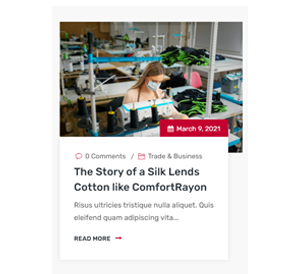 March 9, 2021
0 Comments / Trade & Business
The Story of a Silk Lends
Cotton like ComfortRayon
Risus ultricies tristique nulla aliquet. Quis
eleifend quam adipiscing vita...
READ MORE